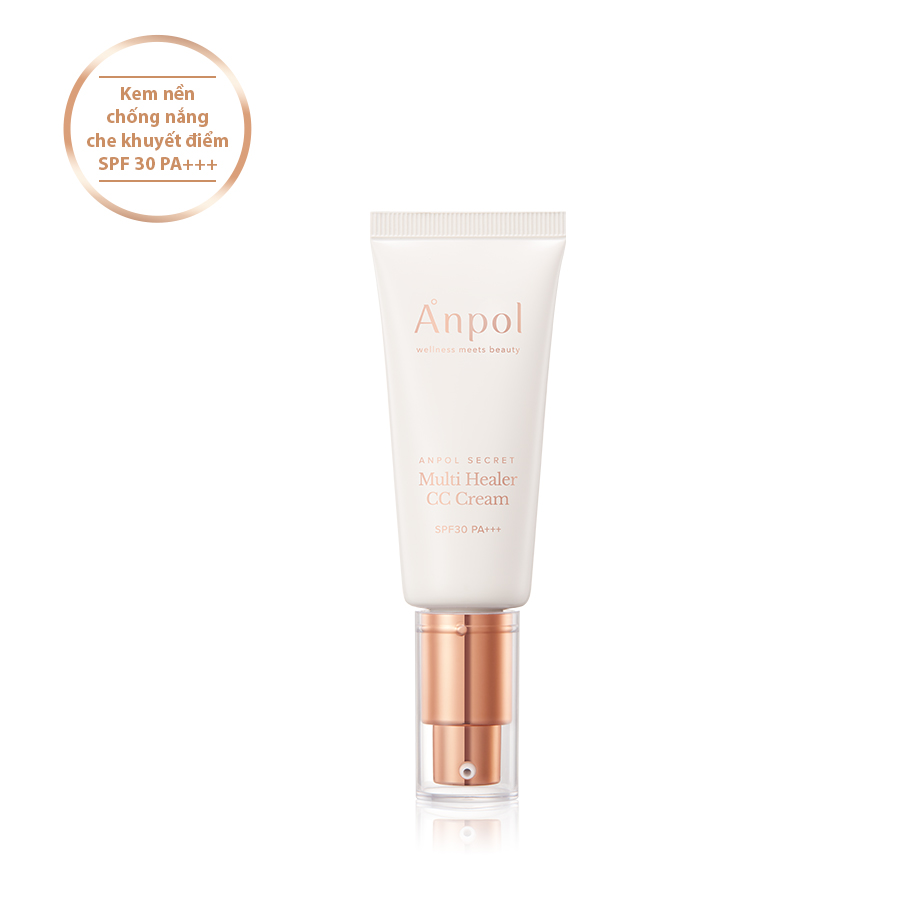 Kem nền
chống nắng
che khuyết điểm
SPF 30 PA+++
Ånpol
wellness meets beauty
ANPOL SECRET
Multi Healer
CC Cream
SPF30 PA+++